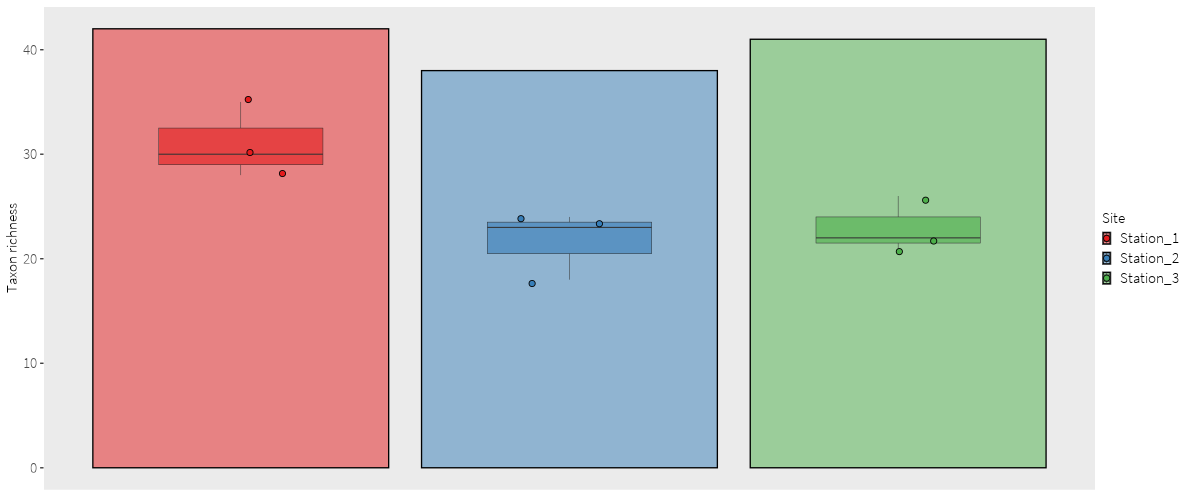 Taxon richness
40
30
20
10
0
Site
Station_1
Station_2
Station_3